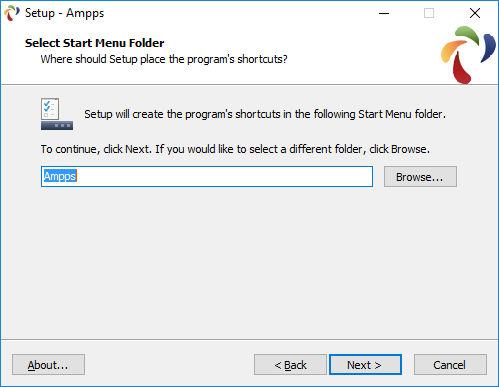 Setup - Ampps
Select Start Menu Folder
Where should Setup place the program's shortcuts?
Setup will create the program's shortcuts in the following Start Menu folder.
To continue, click Next. If you would like to select a different folder, click Browse.
Ampps
Browse...
About...
< Back
Next >
Cancel